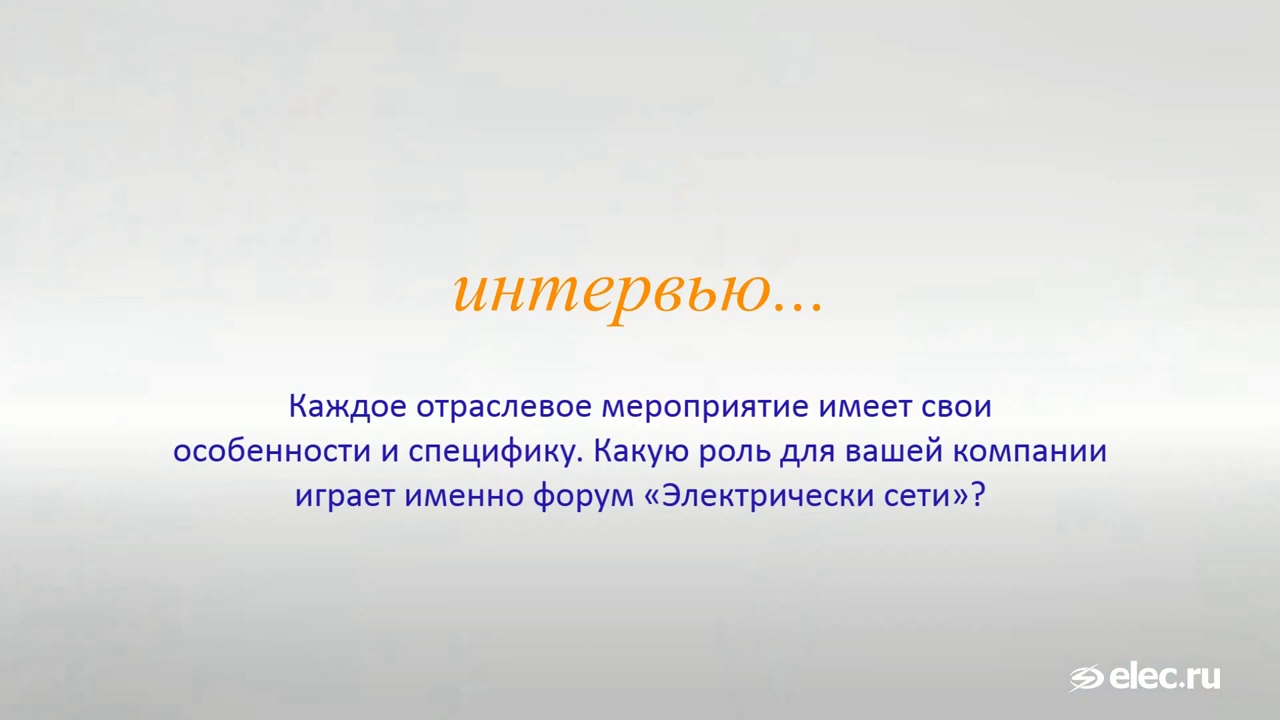 интервью...
Каждое отраслевое мероприятие имеет свои
особенности и специфику. Какую роль для вашей компании
играет именно форум «Электрически сети»?
elec.ru